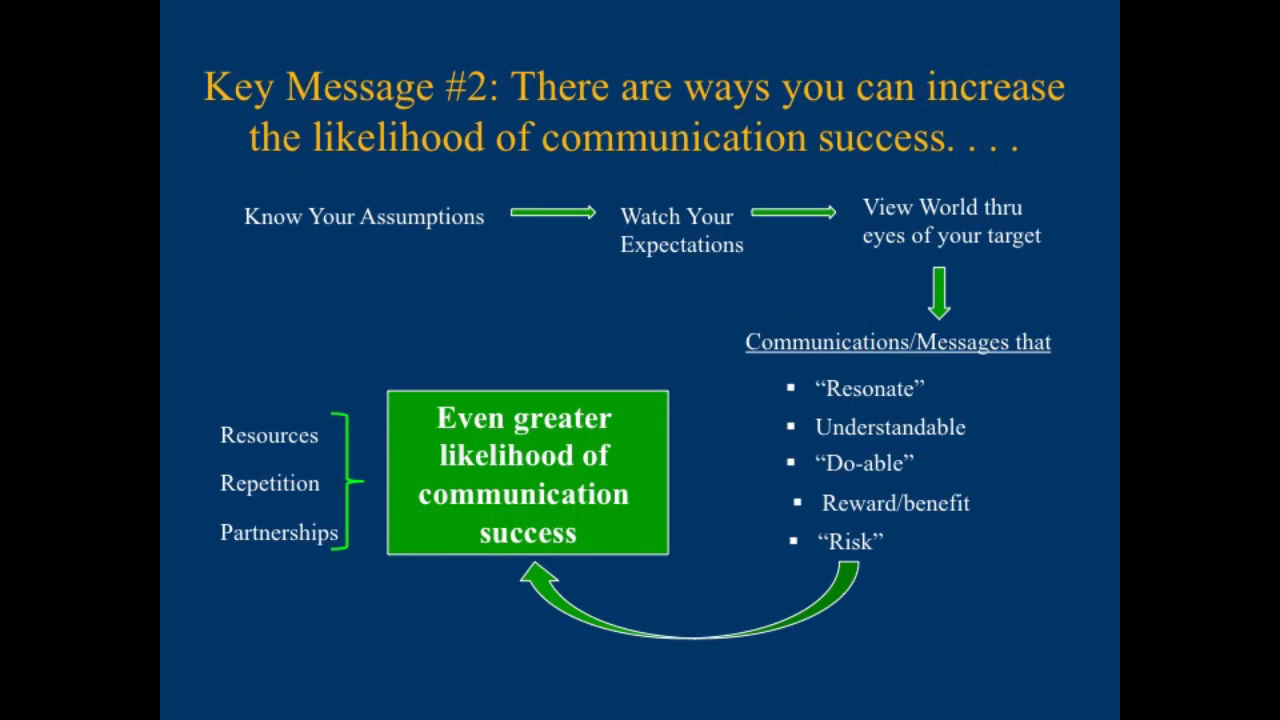 Key Message #2: There are ways you can increase
the likelihood of communication success. . . .
Know Your Assumptions
Watch Your
Expectations
View World thru
eyes of your target
Communications/Messages that
▪ “Resonate”
▪ Understandable
▪ “Do-able”
▪ Reward/benefit
▪ “Risk”
Even greater
likelihood of
communication
success
Resources
Repetition
Partnerships